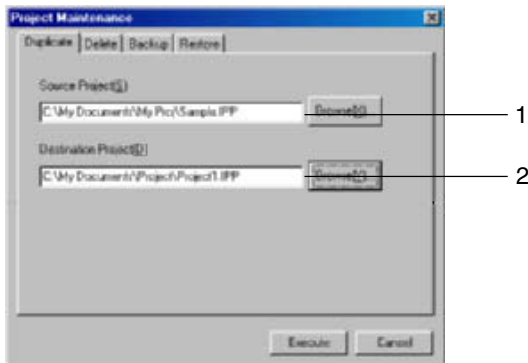 Project Maintenance
Duplicate Delete Backup Restore
Source Project(S)
C:\My Documents\My Proj\Sample.IPP
Browse 1
Destination Project(D)
C:\My Documents\Project\Project1.IPP
Browse 2
Execute Cancel